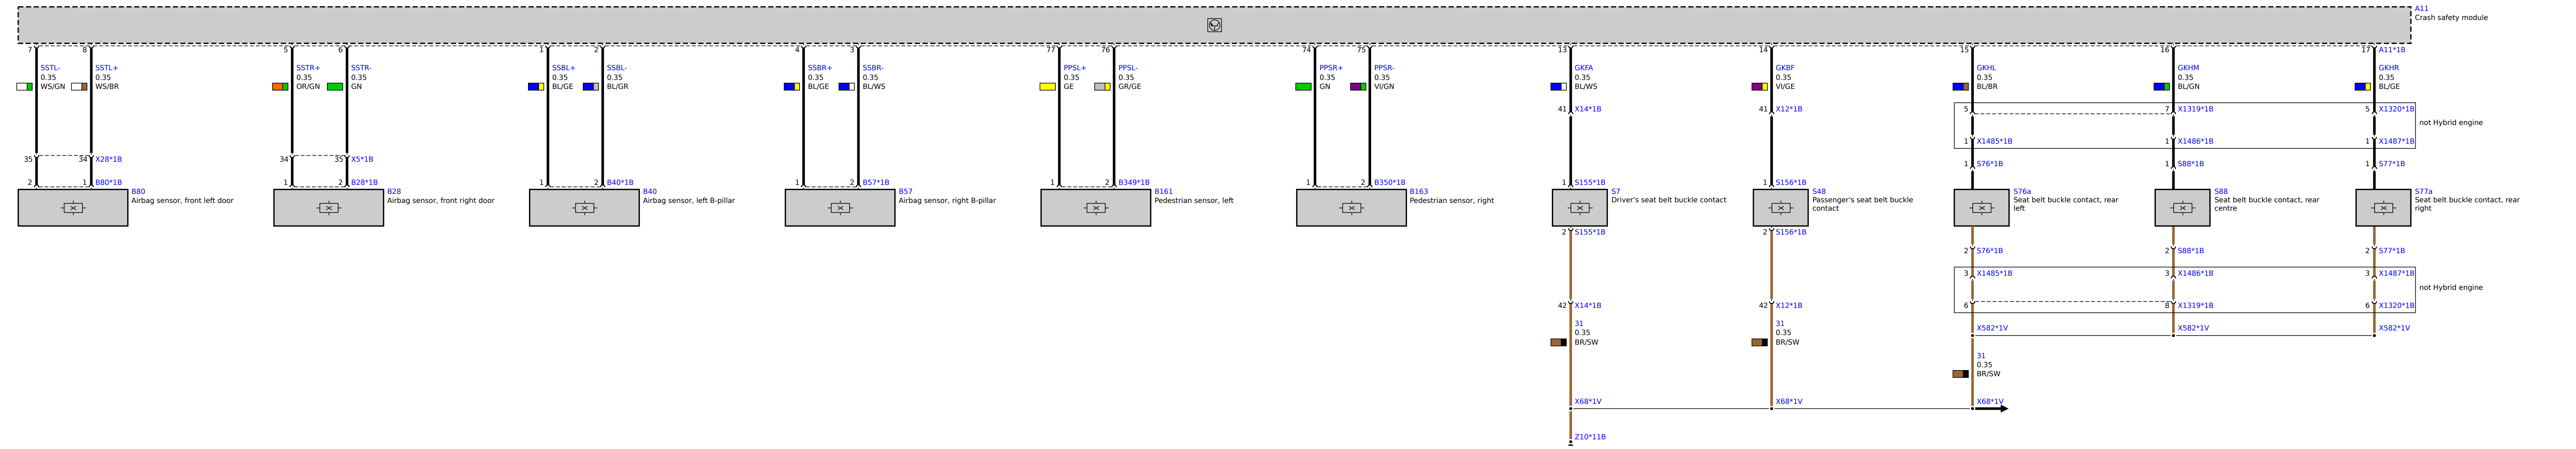 A11
Crash safety module
7 8 5 6 1 2 4 3 77 76 74 75 13 14 15 16 17 A11*1B
SSTL- SSTL+ SSTR+ SSTR- SSBL+ SSBL- SSBR+ SSBR- PPSL+ PPSL- PPSR+ PPSR- GKFA GKBF GKHL GKHM GKHR
0.35 0.35 0.35 0.35 0.35 0.35 0.35 0.35 0.35 0.35 0.35 0.35 0.35 0.35 0.35 0.35 0.35
WS/GN WS/BR OR/GN GN BL/GE BL/GR BL/GE BL/WS GE GR/GE GN VI/GN BL/WS VI/GE BL/BR BL/GN BL/GE
41 X14*1B 41 X12*1B 5 7 X1319*1B 5 X1320*1B
not Hybrid engine
1 X1485*1B 1 X1486*1B 1 X1487*1B
35 34 X28*1B 34 35 X5*1B 1 S76*1B 1 S88*1B 1 S77*1B
2 1 B80*1B 1 2 B28*1B 1 2 B40*1B 1 2 B57*1B 1 2 B349*1B 1 2 B350*1B 1 S155*1B 1 S156*1B
B80
Airbag sensor, front left door
B28
Airbag sensor, front right door
B40
Airbag sensor, left B-pillar
B57
Airbag sensor, right B-pillar
B161
Pedestrian sensor, left
B163
Pedestrian sensor, right
S7
Driver's seat belt buckle contact
S48
Passenger's seat belt buckle
contact
S76a
Seat belt buckle contact, rear
left
S88
Seat belt buckle contact, rear
centre
S77a
Seat belt buckle contact, rear
right
2 S155*1B 2 S156*1B
2 S76*1B 2 S88*1B 2 S77*1B
3 X1485*1B 3 X1486*1B 3 X1487*1B
not Hybrid engine
42 X14*1B 42 X12*1B 6 8 X1319*1B 6 X1320*1B
31 31 X582*1V X582*1V X582*1V
0.35 0.35
BR/SW BR/SW
31
0.35
BR/SW
X68*1V X68*1V X68*1V
Z10*11B